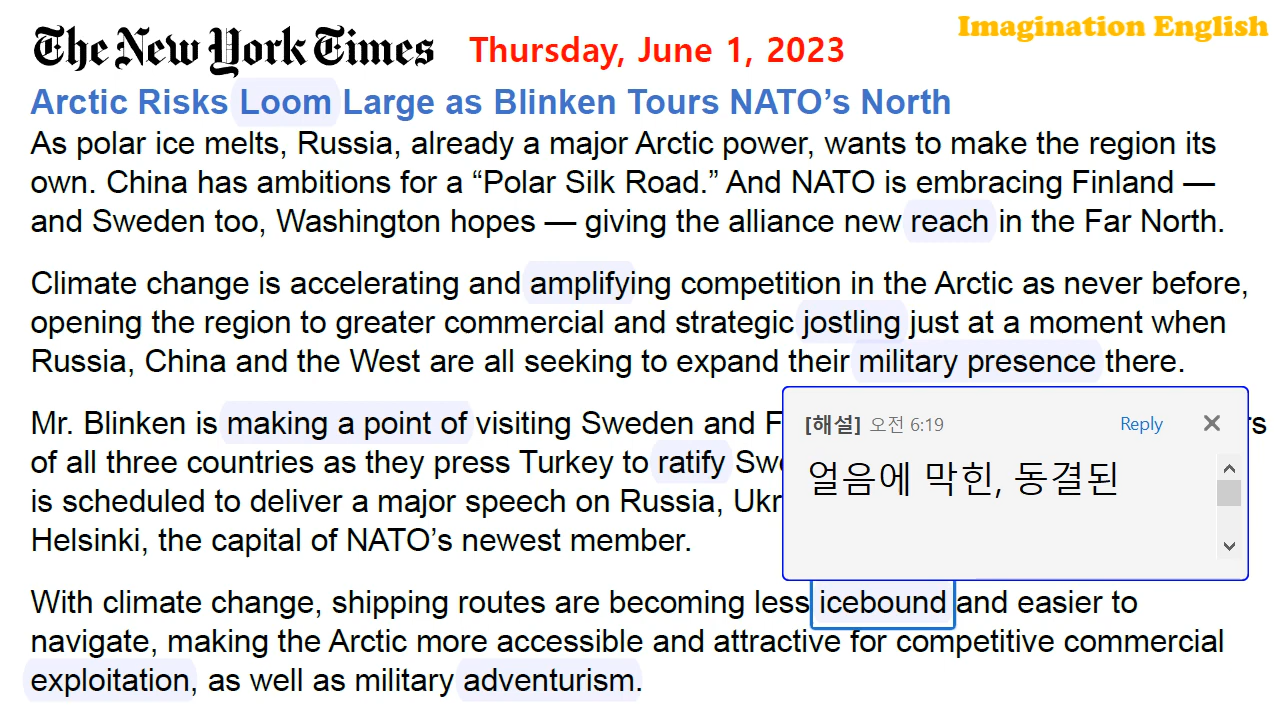 The New York Times Thursday, June 1, 2023 Imagination English
Arctic Risks Loom Large as Blinken Tours NATO’s North
As polar ice melts, Russia, already a major Arctic power, wants to make the region its
own. China has ambitions for a “Polar Silk Road.” And NATO is embracing Finland —
and Sweden too, Washington hopes — giving the alliance new reach in the Far North.
Climate change is accelerating and amplifying competition in the Arctic as never before,
opening the region to greater commercial and strategic jostling just at a moment when
Russia, China and the West are all seeking to expand their military presence there.
Mr. Blinken is making a point of visiting Sweden and
of all three countries as they press Turkey to ratify
is scheduled to deliver a major speech on Russia,
Helsinki, the capital of NATO’s newest member.
[해설] 오전 6:19 Reply
얼음에 막힌, 동결된
With climate change, shipping routes are becoming less icebound and easier to
navigate, making the Arctic more accessible and attractive for competitive commercial
exploitation, as well as military adventurism.